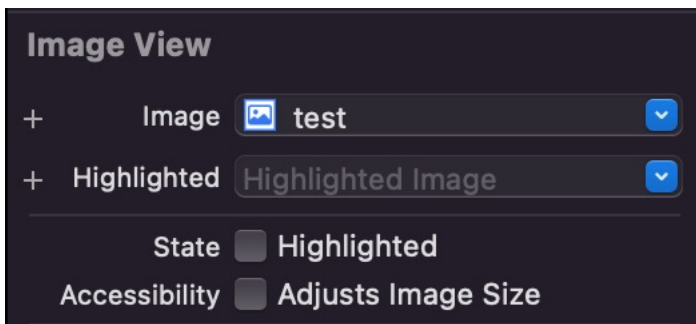 Image View
+ Image test
+ Highlighted Highlighted Image
State Highlighted
Accessibility Adjusts Image Size